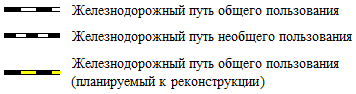 Железнодорожный путь общего пользования
Железнодорожный путь необщего пользования
Железнодорожный путь общего пользования
(планируемый к реконструкции)